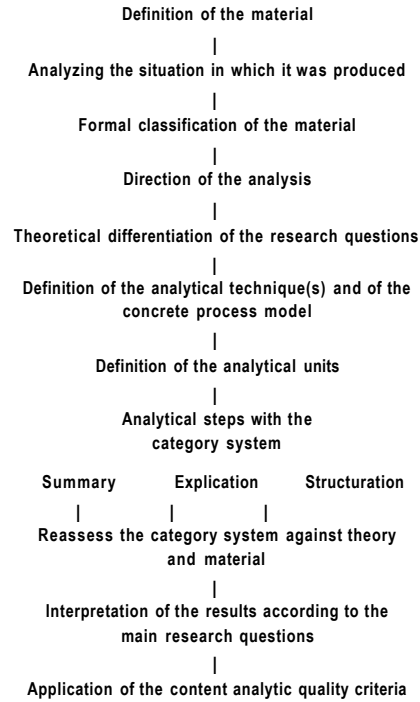 Definition of the material
|
Analyzing the situation in which it was produced
|
Formal classification of the material
|
Direction of the analysis
|
Theoretical differentiation of the research questions
|
Definition of the analytical technique(s) and of the
concrete process model
|
Definition of the analytical units
|
Analytical steps with the
category system
Summary Explication Structuration
| | |
Reassess the category system against theory
and material
|
Interpretation of the results according to the
main research questions
|
Application of the content analytic quality criteria